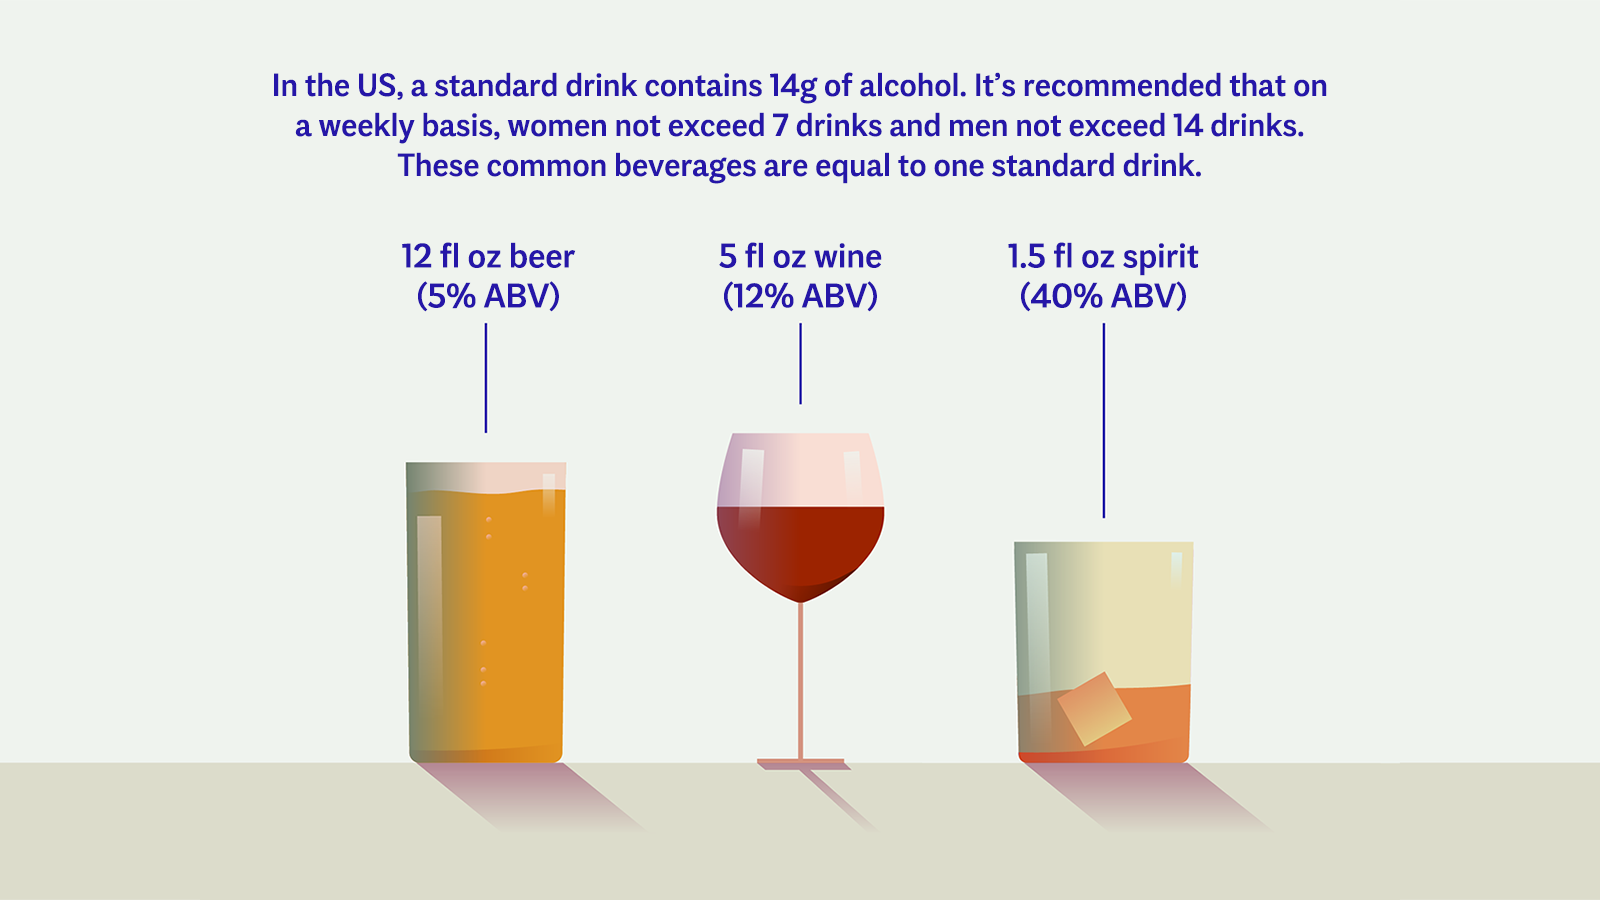 In the US, a standard drink contains 14g of alcohol. It’s recommended that on
a weekly basis, women not exceed 7 drinks and men not exceed 14 drinks.
These common beverages are equal to one standard drink.
12 fl oz beer
(5% ABV)
5 fl oz wine
(12% ABV)
1.5 fl oz spirit
(40% ABV)